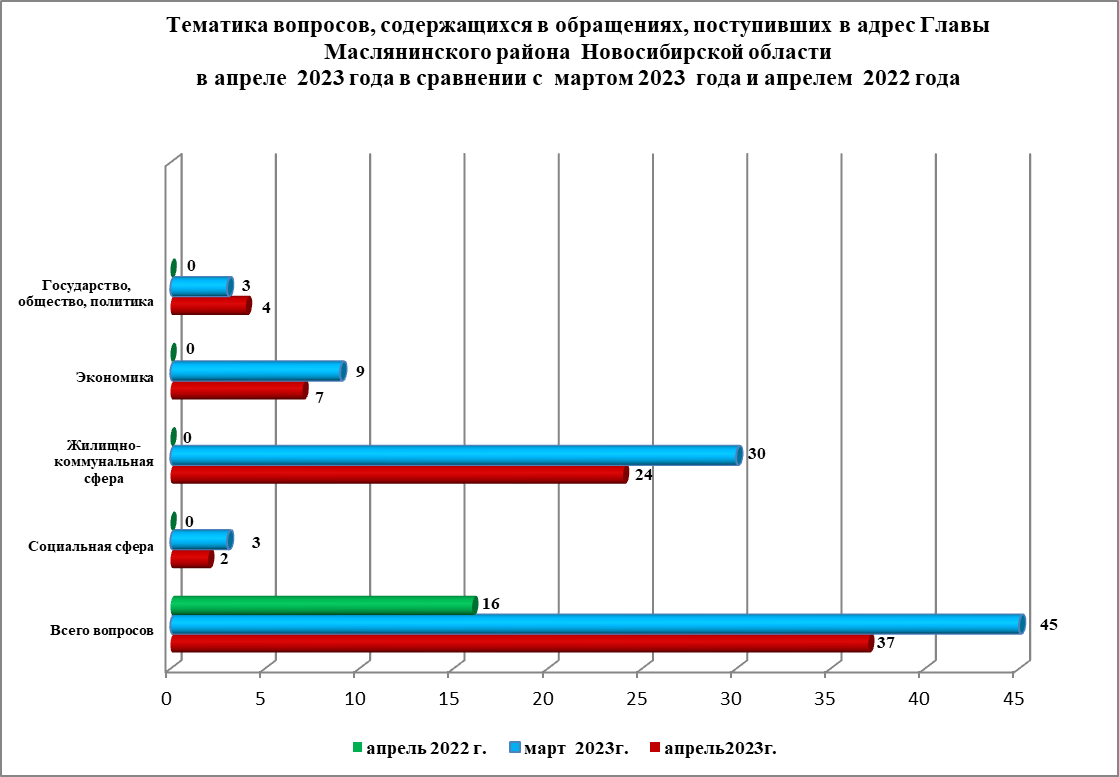 Тематика вопросов, содержащихся в обращениях, поступивших в адрес Главы
Маслянинского района Новосибирской области
в апреле 2023 года в сравнении с мартом 2023 года и апрелем 2022 года
Государство,
общество, политика
0
3
4
Экономика
0
9
7
Жилищно-
коммунальная
сфера
0
30
24
Социальная сфера
0
3
2
Всего вопросов
16
45
37
0 5 10 15 20 25 30 35 40 45
апрель 2022 г. март 2023г. апрель2023г.